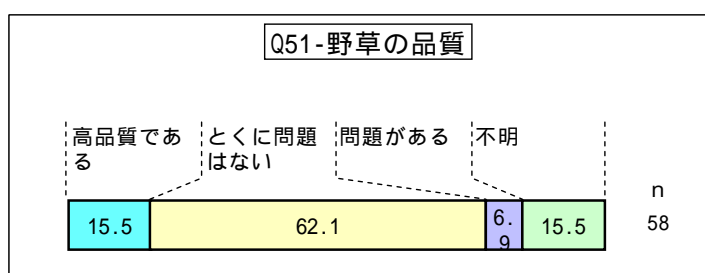 Q51-野草の品質
高品質であ
る
とくに問題
はない
問題がある
不明
n
15.5
62.1
6.
9
15.5
58